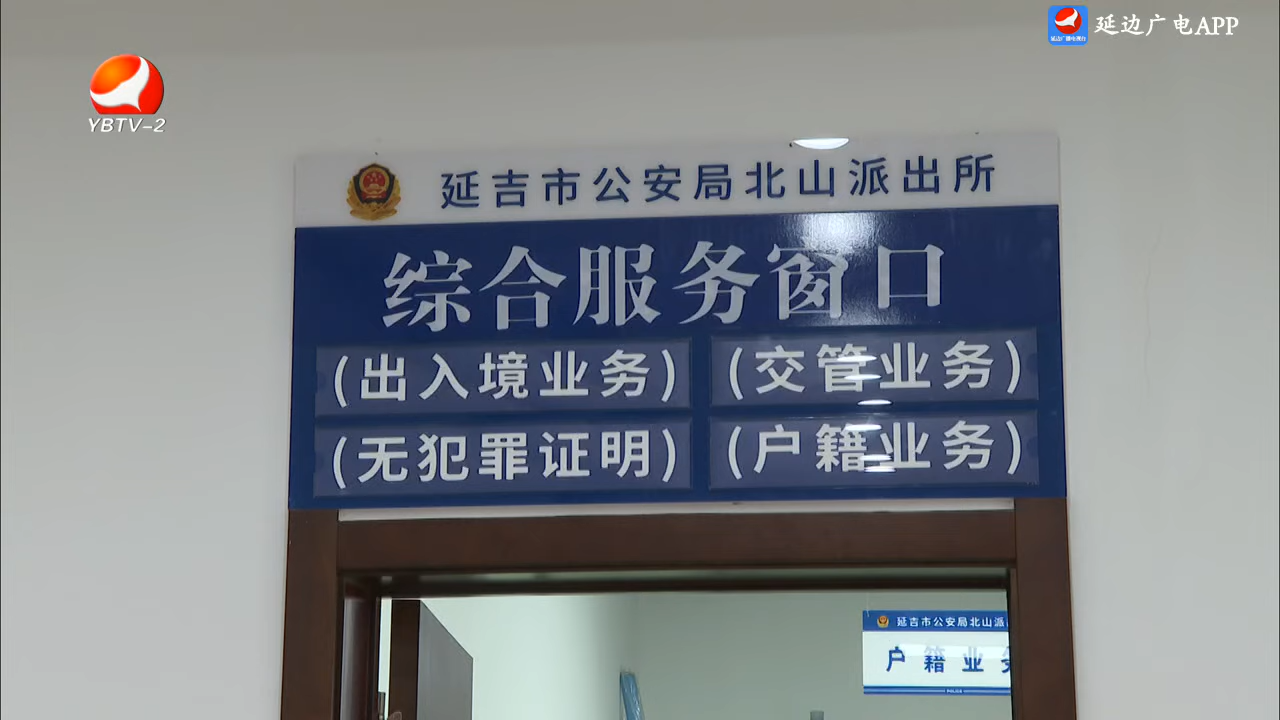 延边广电APP
YBTV-2
延吉市公安局北山派出所
综合服务窗口
(出入境业务) (交管业务)
(无犯罪证明) (户籍业务)
延吉市公安局北山派
户籍业务
POLICE